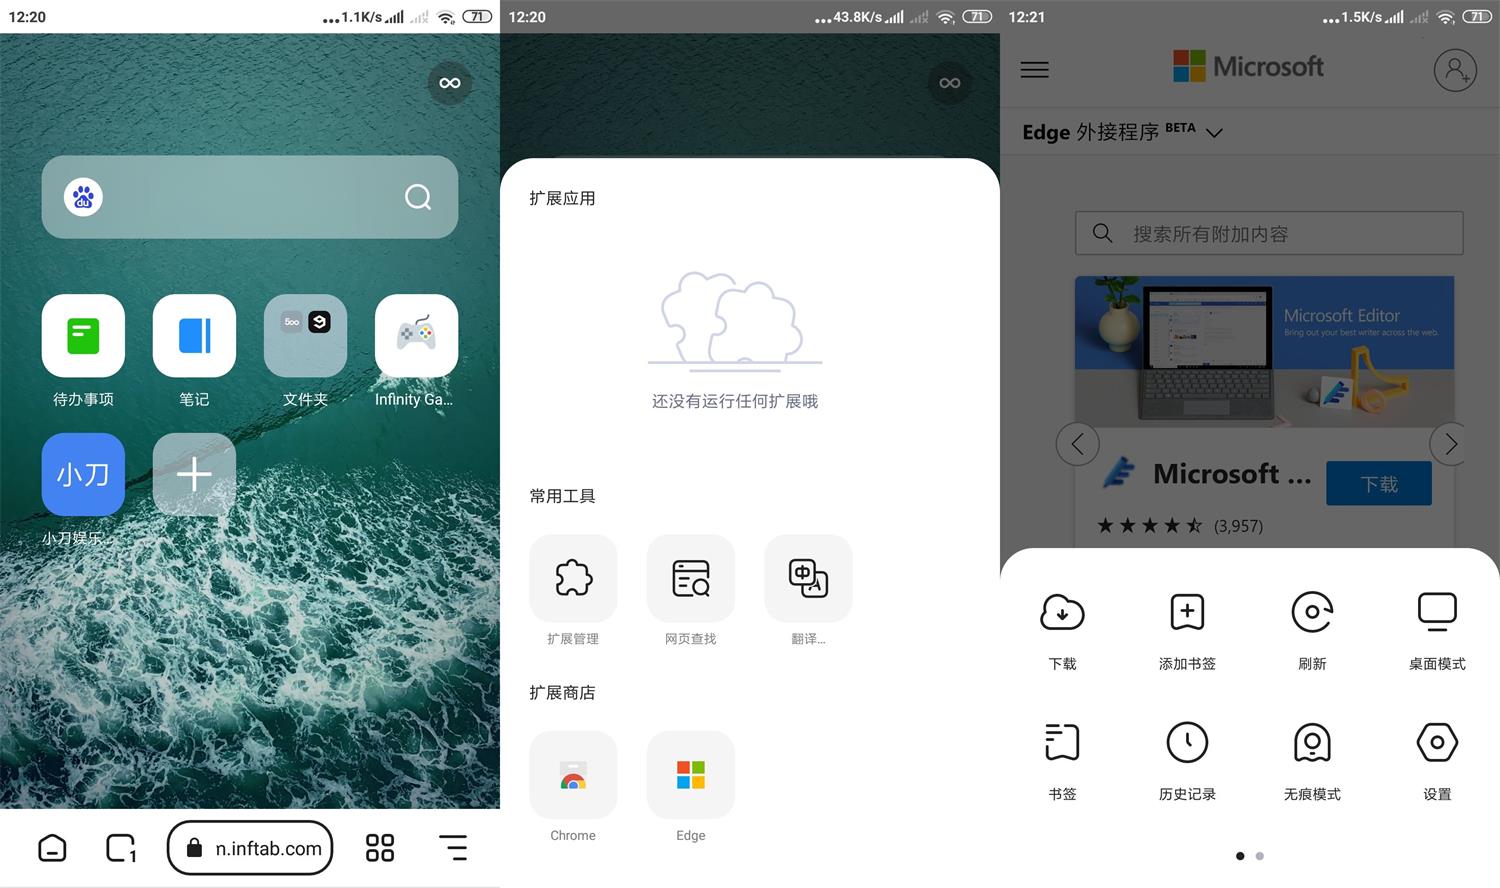 12:20
1.1K/s
71
du
500
待办事项
笔记
文件夹
Infinity Ga...
小刀
小刀娱乐...
1
n.inftab.com
12:20
43.8K/s
71
扩展应用
还没有运行任何扩展哦
常用工具
扩展管理
网页查找
翻译...
扩展商店
Chrome
Edge
12:21
1.5K/s
71
Microsoft
Edge 外接程序 BETA
搜索所有附加内容
Microsoft Editor
Bring out your best writer across the web.
Microsoft ...
下载
(3,957)
下载
添加书签
刷新
桌面模式
书签
历史记录
无痕模式
设置